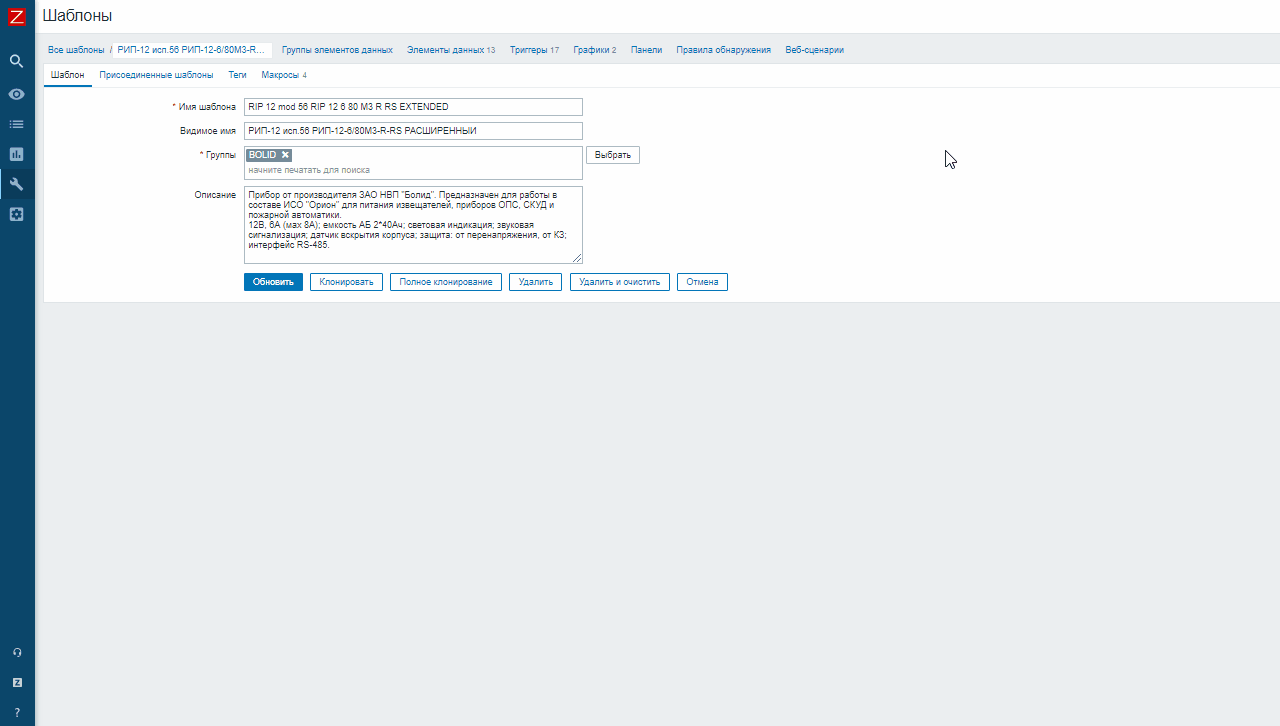 Z
Шаблоны
Все шаблоны / РИП-12 исп.56 РИП-12-6/80М3-R... Группы элементов данных Элементы данных 13 Триггеры 17 Графики 2 Панели Правила обнаружения Веб-сценарии
Шаблон Присоединенные шаблоны Теги Макросы 4
* Имя шаблона RIP 12 mod 56 RIP 12 6 80 M3 R RS EXTENDED
Видимое имя РИП-12 исп.56 РИП-12-6/80М3-R-RS РАСШИРЕННЫЙ
* Группы BOLID Выбрать
начните печатать для поиска
Описание Прибор от производителя ЗАО НВП "Болид". Предназначен для работы в
составе ИСО "Орион" для питания извещателей, приборов ОПС, СКУД и
пожарной автоматики.
12В, 6А (мах 8А); емкость АБ 2*40Ач; световая индикация; звуковая
сигнализация; датчик вскрытия корпуса; защита: от перенапряжения, от КЗ;
интерфейс RS-485.
Обновить Клонировать Полное клонирование Удалить Удалить и очистить Отмена
Z
?